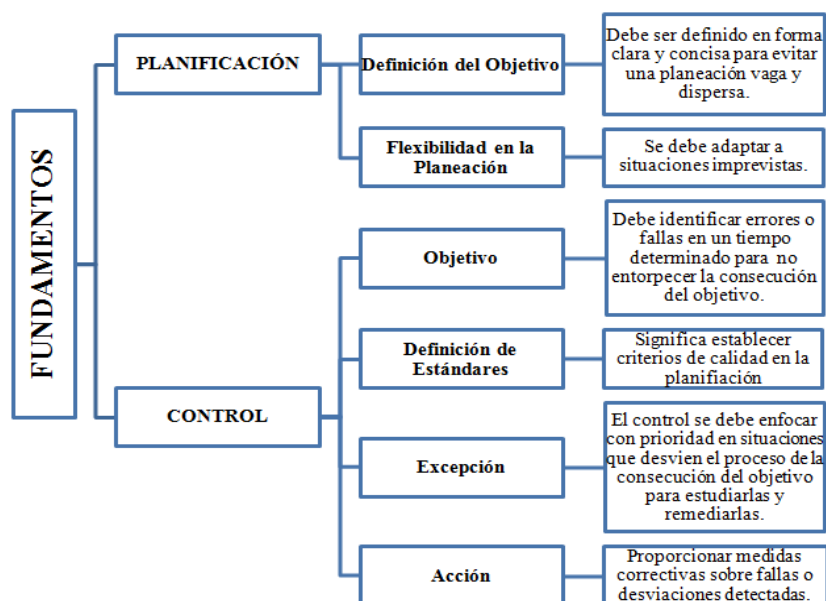 FUNDAMENTOS
PLANIFICACIÓN
Definición del Objetivo
Debe ser definido en forma
clara y concisa para evitar
una planeación vaga y
dispersa.
Flexibilidad en la
Planeación
Se debe adaptar a
situaciones imprevistas.
CONTROL
Objetivo
Debe identificar errores o
fallas en un tiempo
determinado para no
entorpecer la consecución
del objetivo.
Definición de
Estándares
Significa establecer
criterios de calidad en la
planifiación
Excepción
El control se debe enfocar
con prioridad en situaciones
que desvien el proceso de la
consecución del objetivo
para estudiarlas y
remediarlas.
Acción
Proporcionar medidas
correctivas sobre fallas o
desviaciones detectadas.